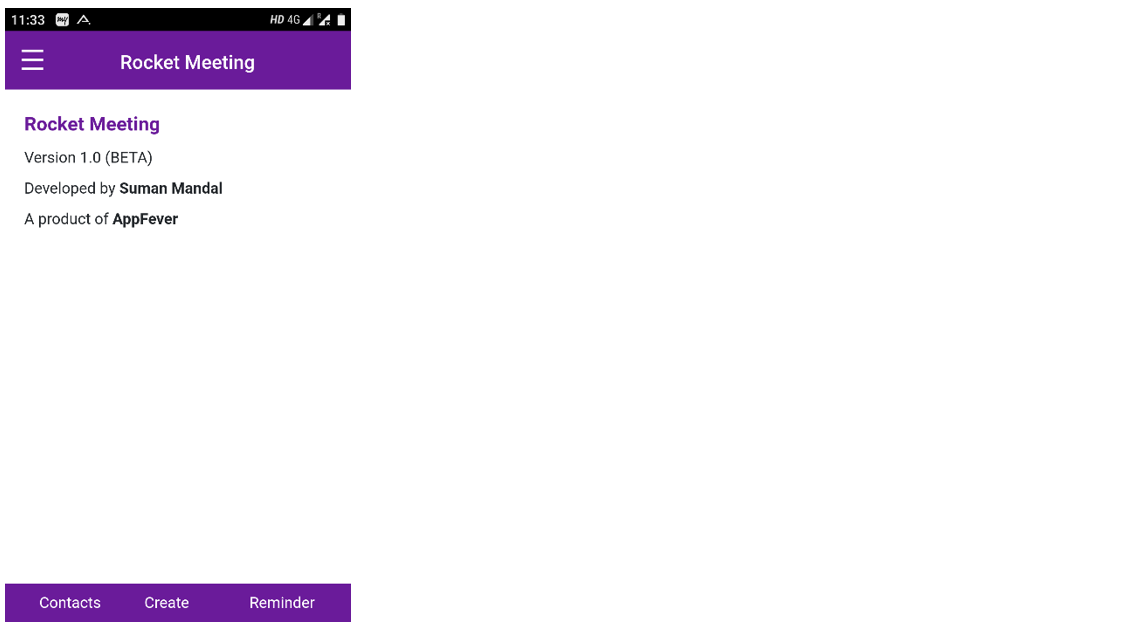 11:33 my HD 4G R
Rocket Meeting
Rocket Meeting
Version 1.0 (BETA)
Developed by Suman Mandal
A product of AppFever
Contacts Create Reminder